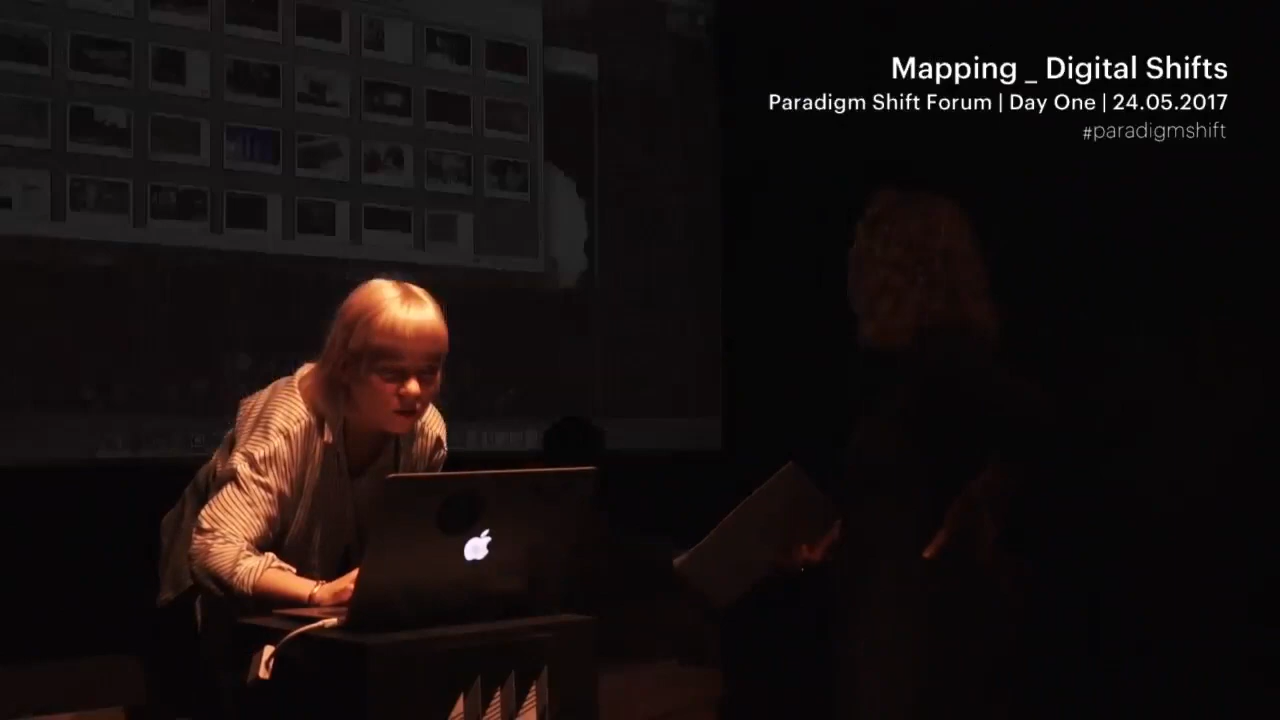 Mapping _ Digital Shifts
Paradigm Shift Forum | Day One | 24.05.2017
#paradigmshift